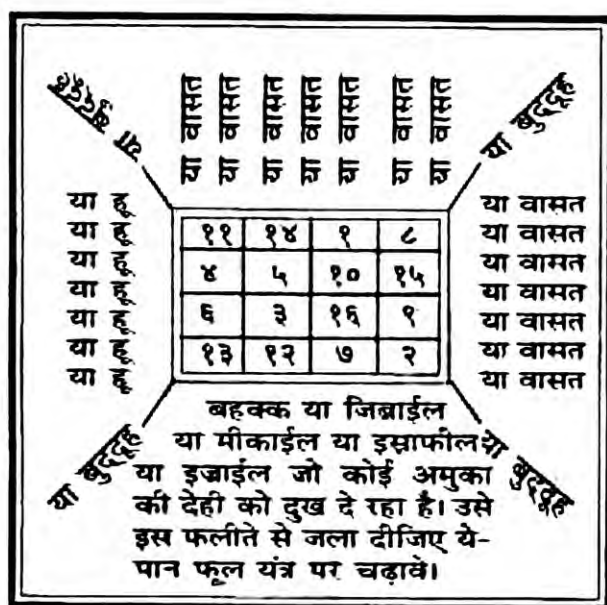 या बुद्दूह
या वासत
या वासत
या वासत
या वासत
या वासत
या वासत
या वासत
या बुद्दूह
या हू
या हू
या हू
या हू
या हू
या हू
या हू
११ १४ १ ८
४ ५ १० १५
६ ३ १६ ९
१३ १२ ७ २
या वासत
या वासत
या वासत
या वासत
या वासत
या वासत
या वासत
या बुद्दूह
बहक्क या जिब्राईल
या मीकाईल या इस्राफील
या इज्राईल जो कोई अमुका
की देही को दुख दे रहा है। उसे
इस फलीते से जला दीजिए ये-
पान फूल यंत्र पर चढ़ावे।
या बुद्दूह